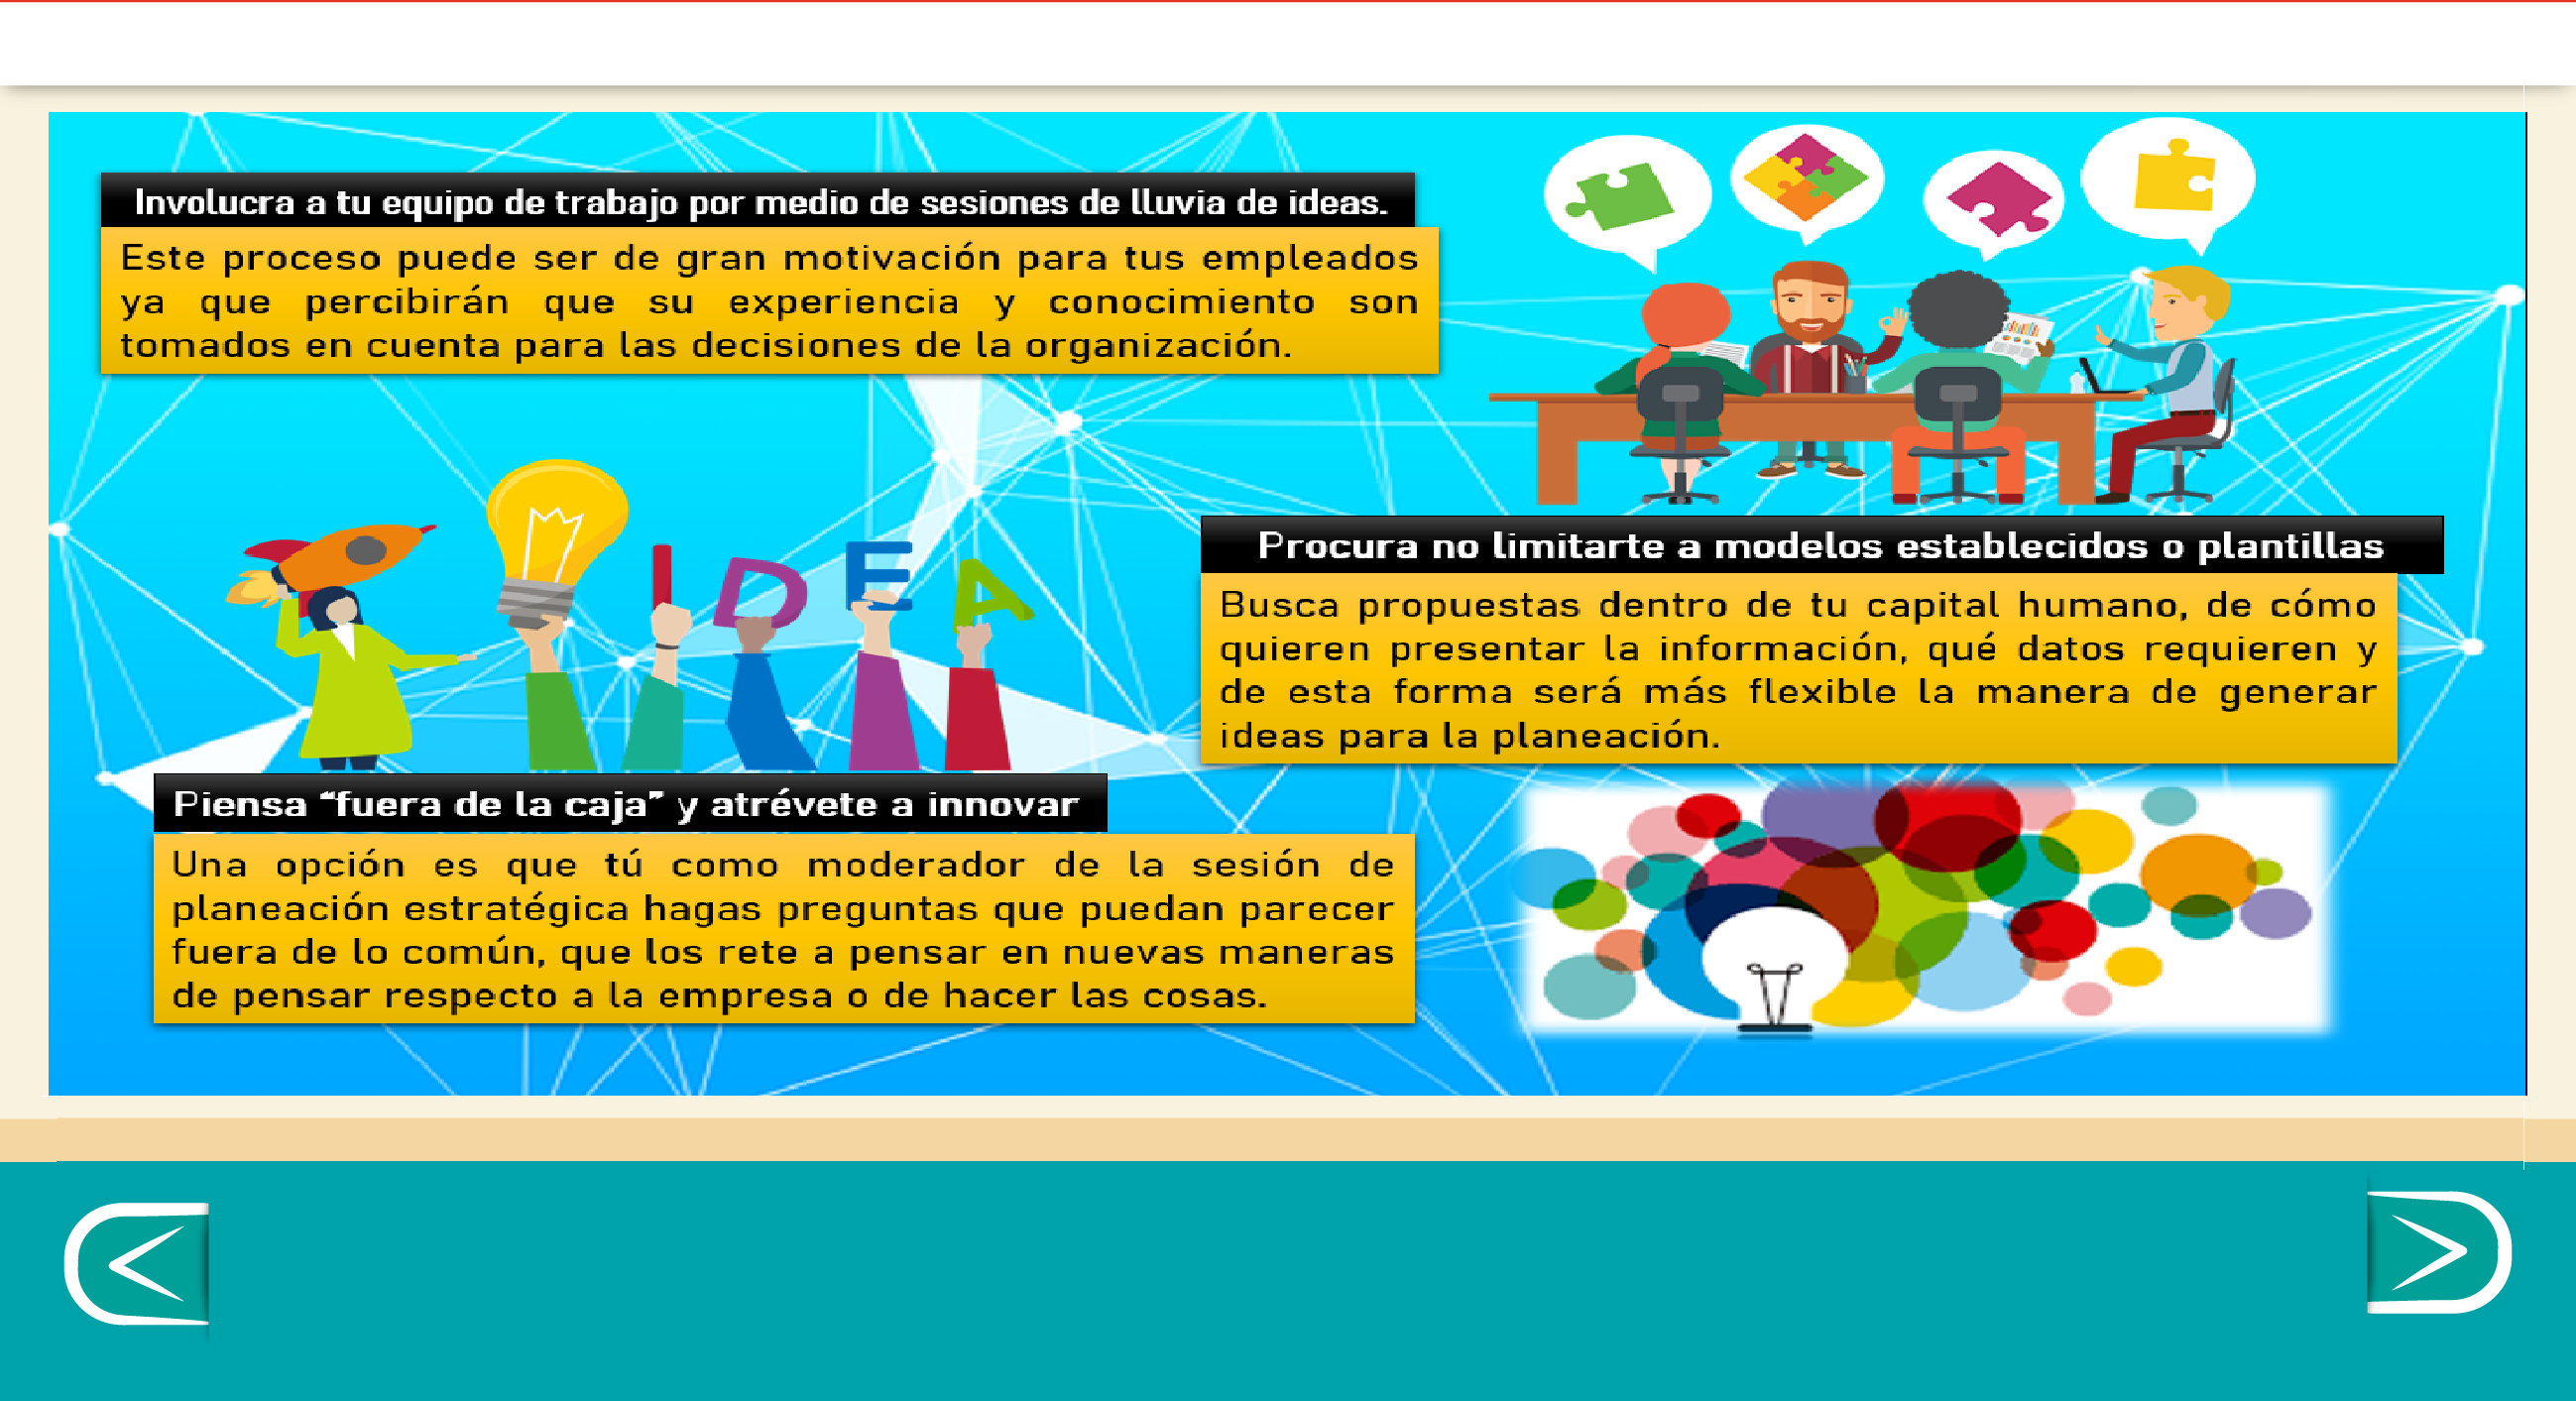 Involucra a tu equipo de trabajo por medio de sesiones de lluvia de ideas.
Este proceso puede ser de gran motivación para tus empleados
ya que percibirán que su experiencia y conocimiento son
tomados en cuenta para las decisiones de la organización.
IDEA
Procura no limitarte a modelos establecidos o plantillas
Busca propuestas dentro de tu capital humano, de cómo
quieren presentar la información, qué datos requieren y
de esta forma será más flexible la manera de generar
ideas para la planeación.
Piensa “fuera de la caja” y atrévete a innovar
Una opción es que tú como moderador de la sesión de
planeación estratégica hagas preguntas que puedan parecer
fuera de lo común, que los rete a pensar en nuevas maneras
de pensar respecto a la empresa o de hacer las cosas.